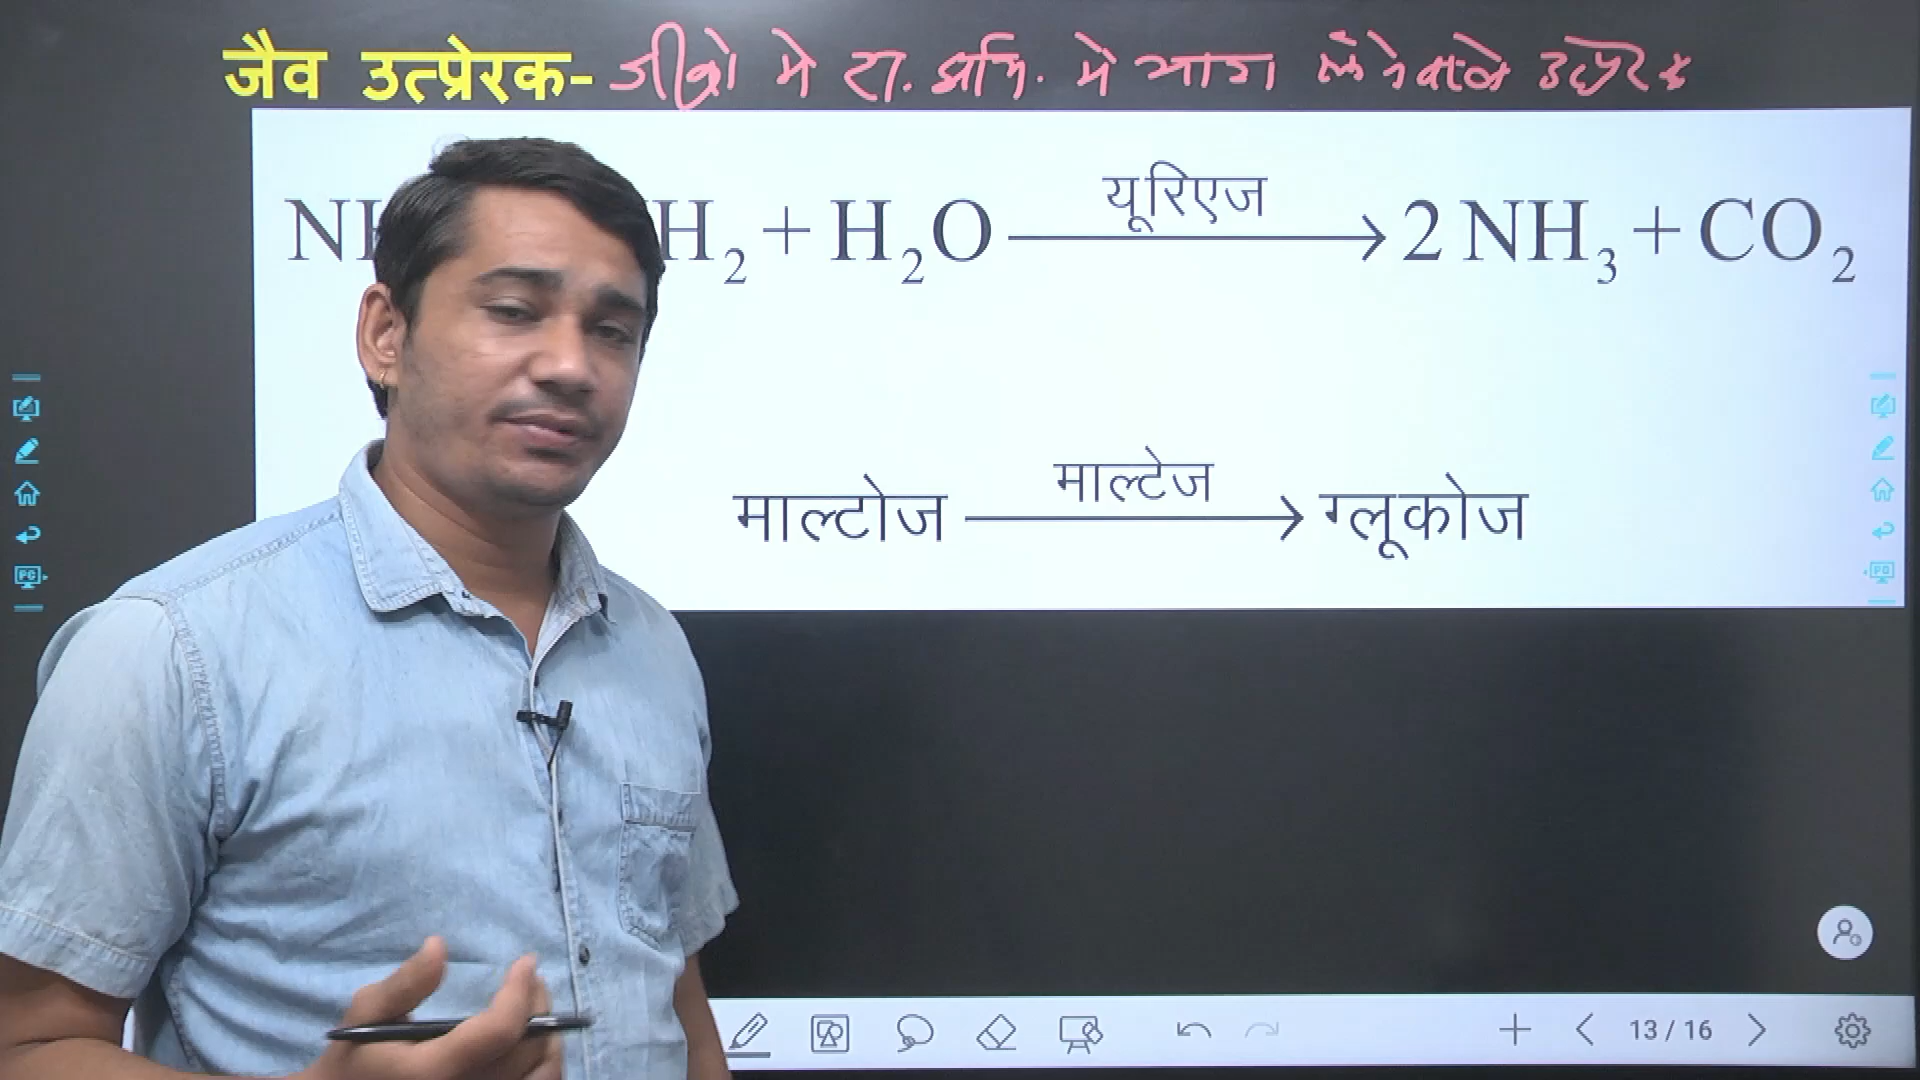 जैव उत्प्रेरक- जीवो मे रा. अभि. मे भाग लेने वाले उत्प्रेरक
यूरिएज
H₂ + H₂O ⟶ 2 NH₃ + CO₂
माल्टेज
माल्टोज ⟶ ग्लूकोज
13 / 16